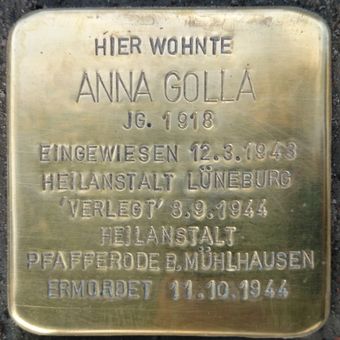 HIER WOHNTE
ANNA GOLLA
JG. 1918
EINGEWIESEN 12.3.1943
HEILANSTALT LÜNEBURG
'VERLEGT' 8.9.1944
HEILANSTALT
PFAFFERODE B. MÜHLHAUSEN
ERMORDET 11.10.1944